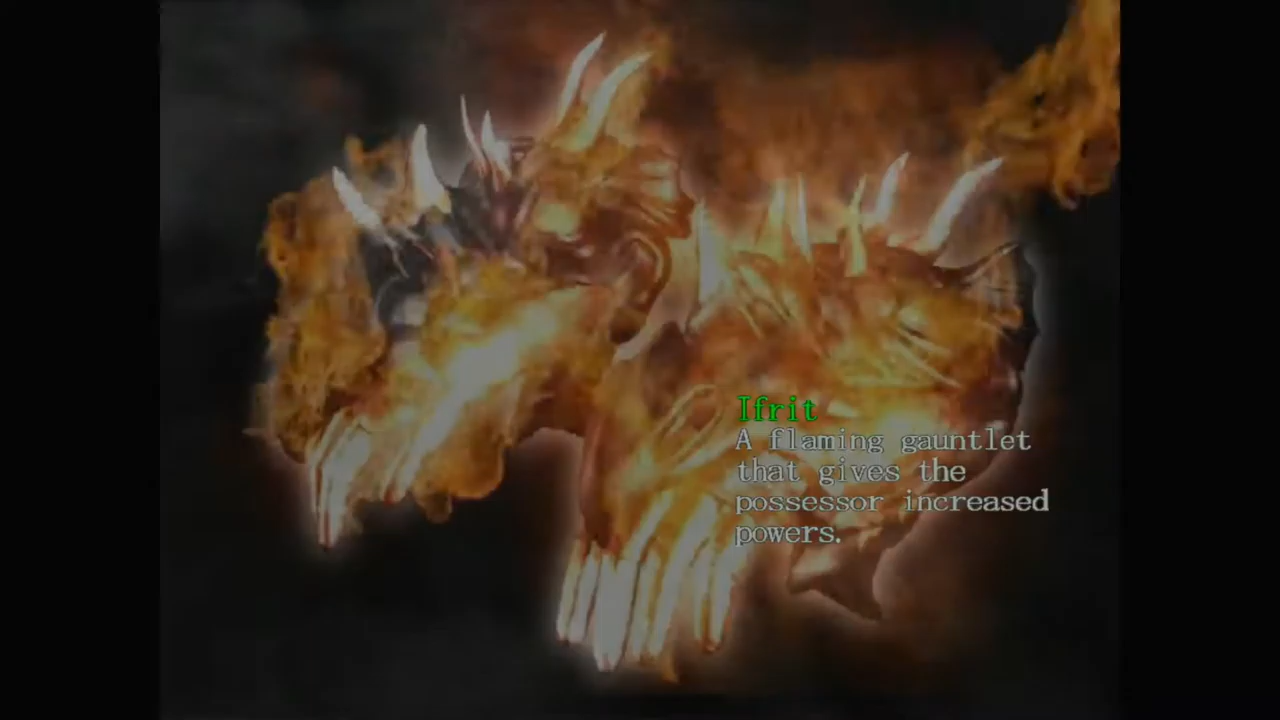 Ifrit
A flaming gauntlet
that gives the
possessor increased
powers.